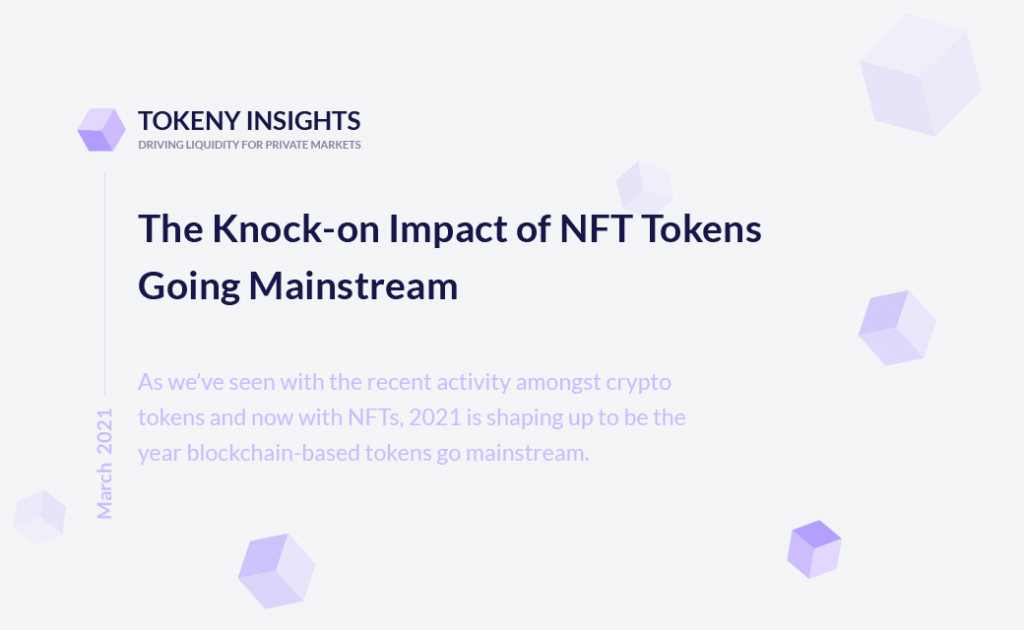 TOKENY INSIGHTS
DRIVING LIQUIDITY FOR PRIVATE MARKETS
The Knock-on Impact of NFT Tokens
Going Mainstream
As we’ve seen with the recent activity amongst crypto
tokens and now with NFTs, 2021 is shaping up to be the
year blockchain-based tokens go mainstream.
March 2021